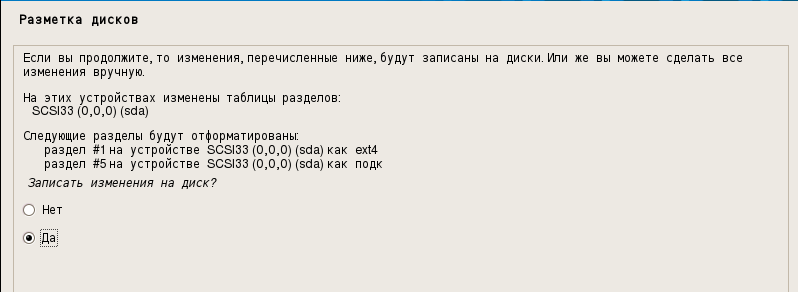 Разметка дисков
Если вы продолжите, то изменения, перечисленные ниже, будут записаны на диски. Или же вы можете сделать все
изменения вручную.
На этих устройствах изменены таблицы разделов:
SCSI33 (0,0,0) (sda)
Следующие разделы будут отформатированы:
раздел #1 на устройстве SCSI33 (0,0,0) (sda) как ext4
раздел #5 на устройстве SCSI33 (0,0,0) (sda) как подк
Записать изменения на диск?
Нет
Да